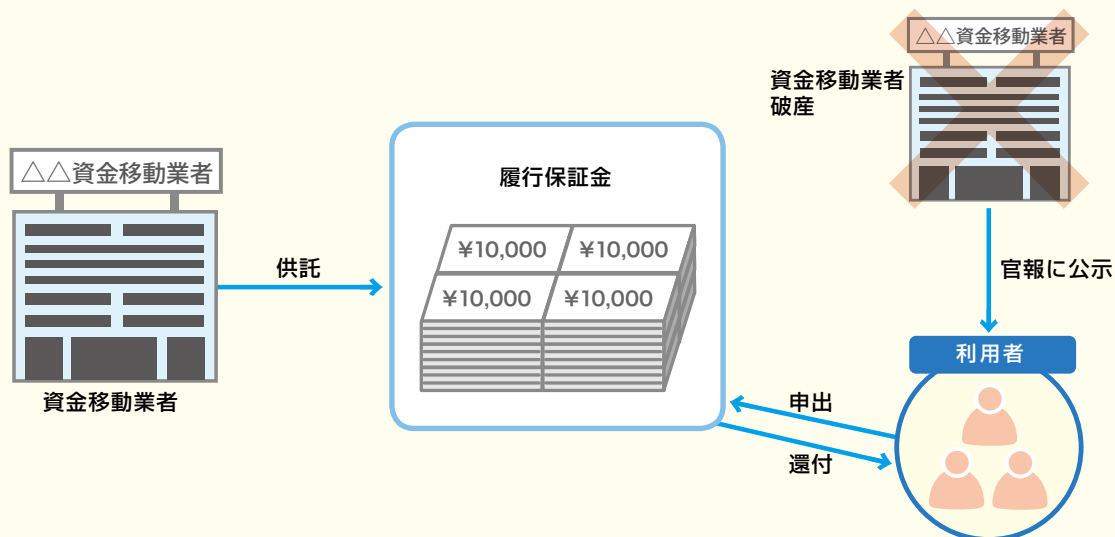 △△資金移動業者
資金移動業者
破産
履行保証金
△△資金移動業者
¥10,000
¥10,000
¥10,000
¥10,000
供託
官報に公示
利用者
資金移動業者
申出
還付